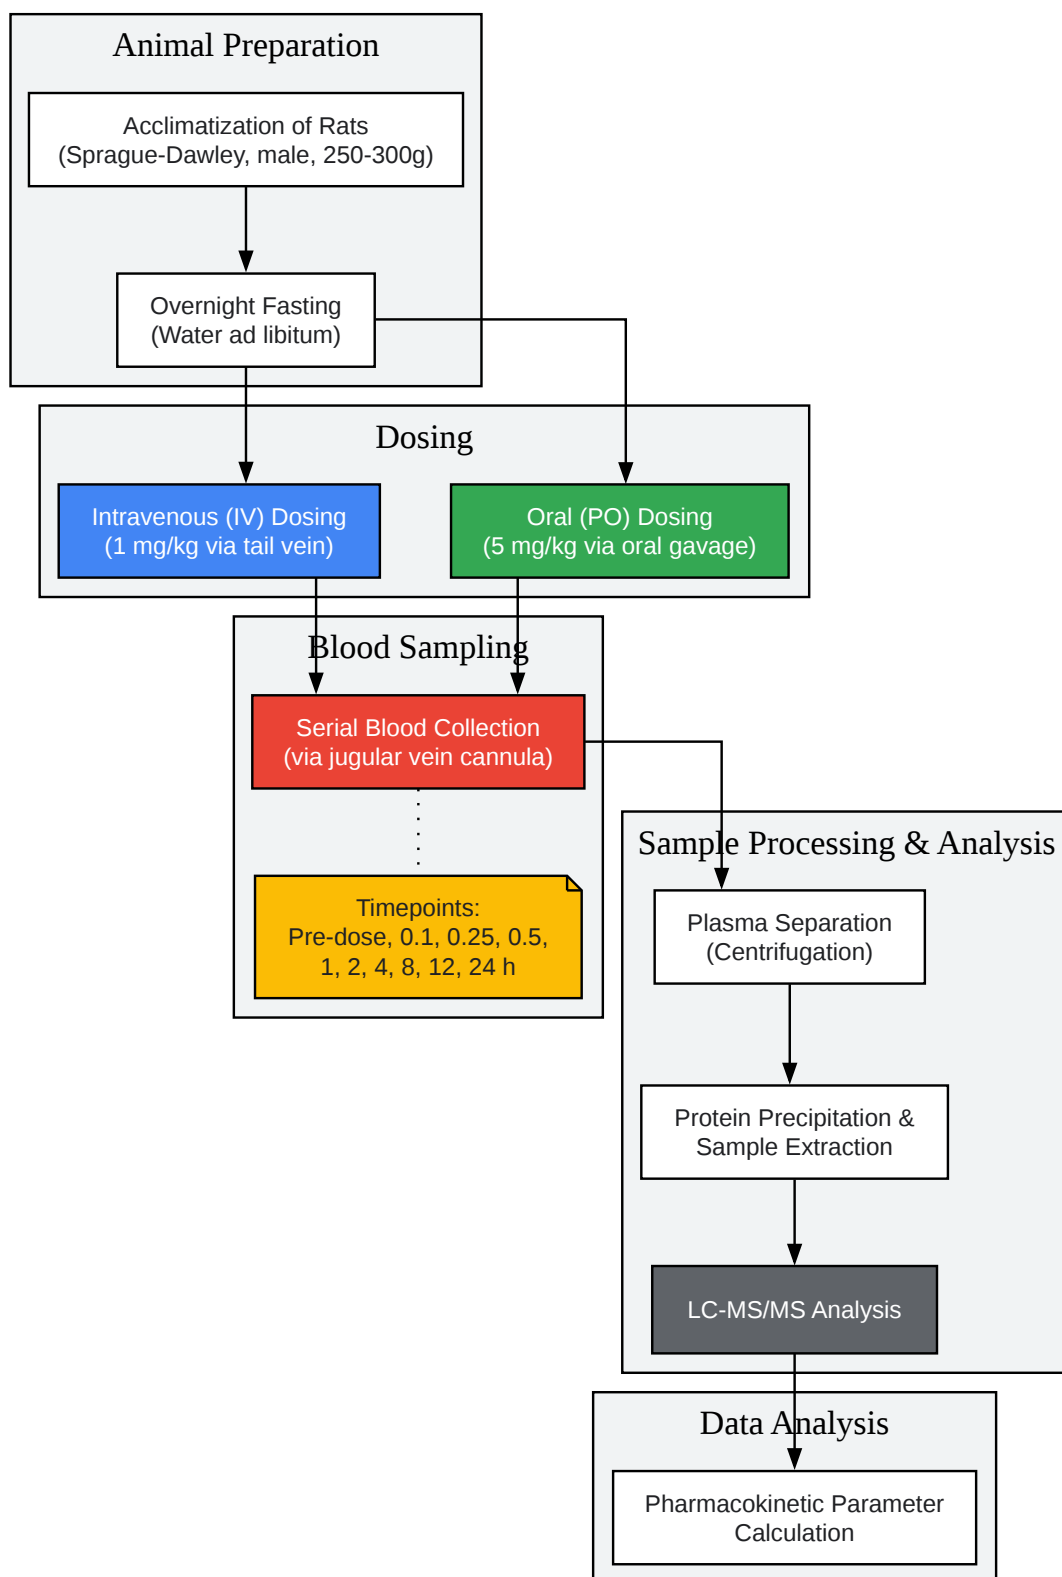 Animal Preparation
Acclimatization of Rats
(Sprague-Dawley, male, 250-300g)
Overnight Fasting
(Water ad libitum)
Dosing
Intravenous (IV) Dosing
(1 mg/kg via tail vein)
Oral (PO) Dosing
(5 mg/kg via oral gavage)
Blood Sampling
Serial Blood Collection
(via jugular vein cannula)
Timepoints:
Pre-dose, 0.1, 0.25, 0.5,
1, 2, 4, 8, 12, 24 h
Sample Processing & Analysis
Plasma Separation
(Centrifugation)
Protein Precipitation &
Sample Extraction
LC-MS/MS Analysis
Data Analysis
Pharmacokinetic Parameter
Calculation